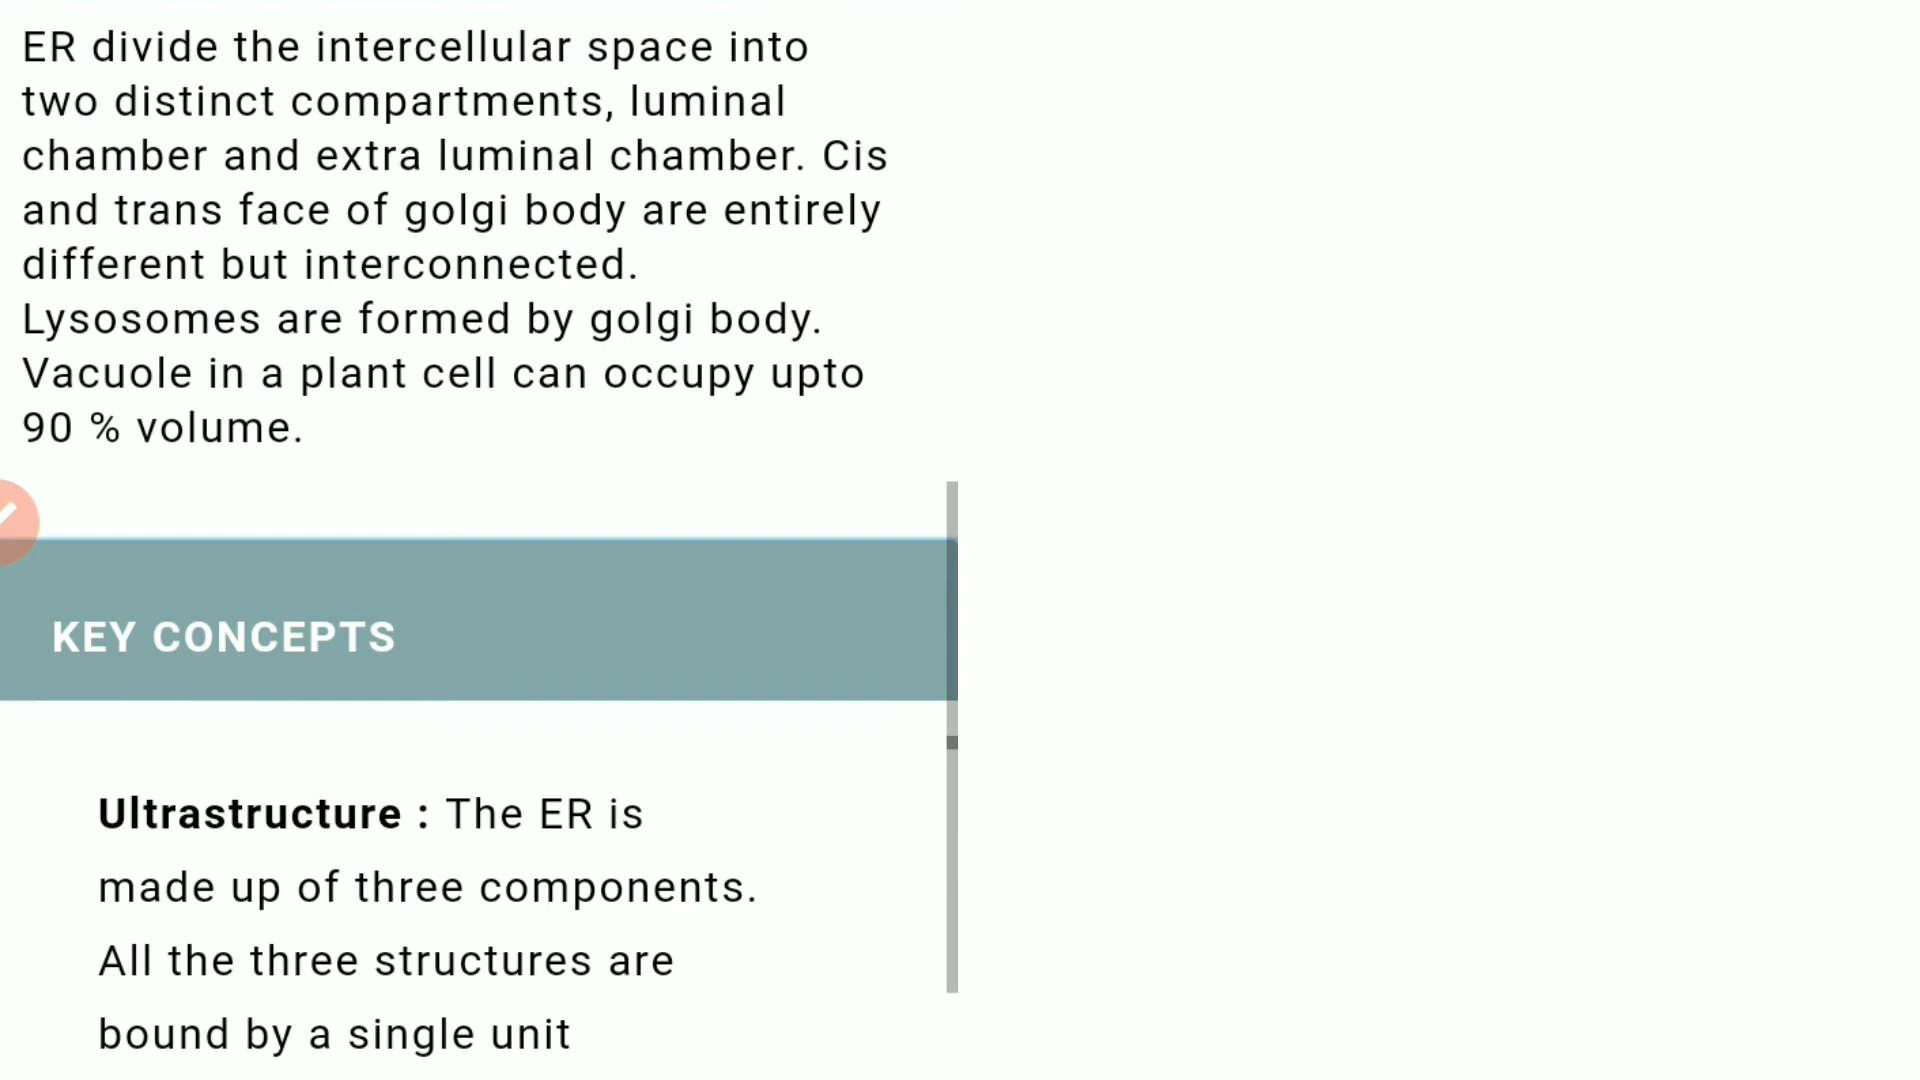 ER divide the intercellular space into
two distinct compartments, luminal
chamber and extra luminal chamber. Cis
and trans face of golgi body are entirely
different but interconnected.
Lysosomes are formed by golgi body.
Vacuole in a plant cell can occupy upto
90 % volume.
KEY CONCEPTS
Ultrastructure : The ER is
made up of three components.
All the three structures are
bound by a single unit